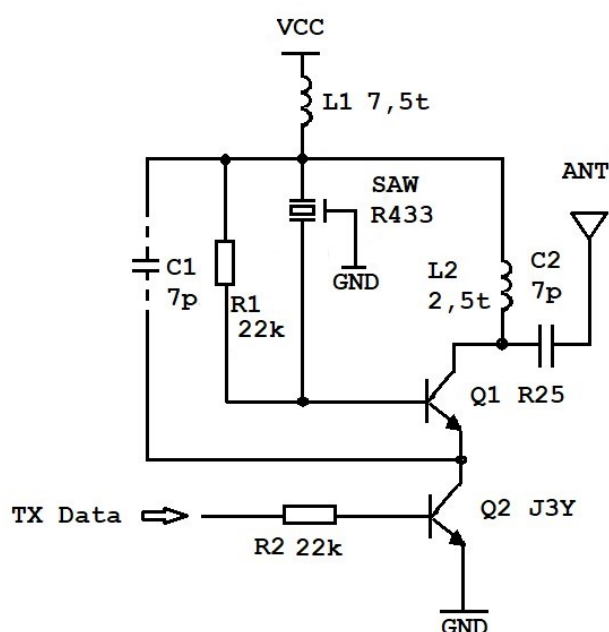 VCC
L1 7,5t
SAW
R433
ANT
GND
C1
7p
R1
22k
L2
2,5t
C2
7p
Q1 R25
TX Data
R2 22k
Q2 J3Y
GND